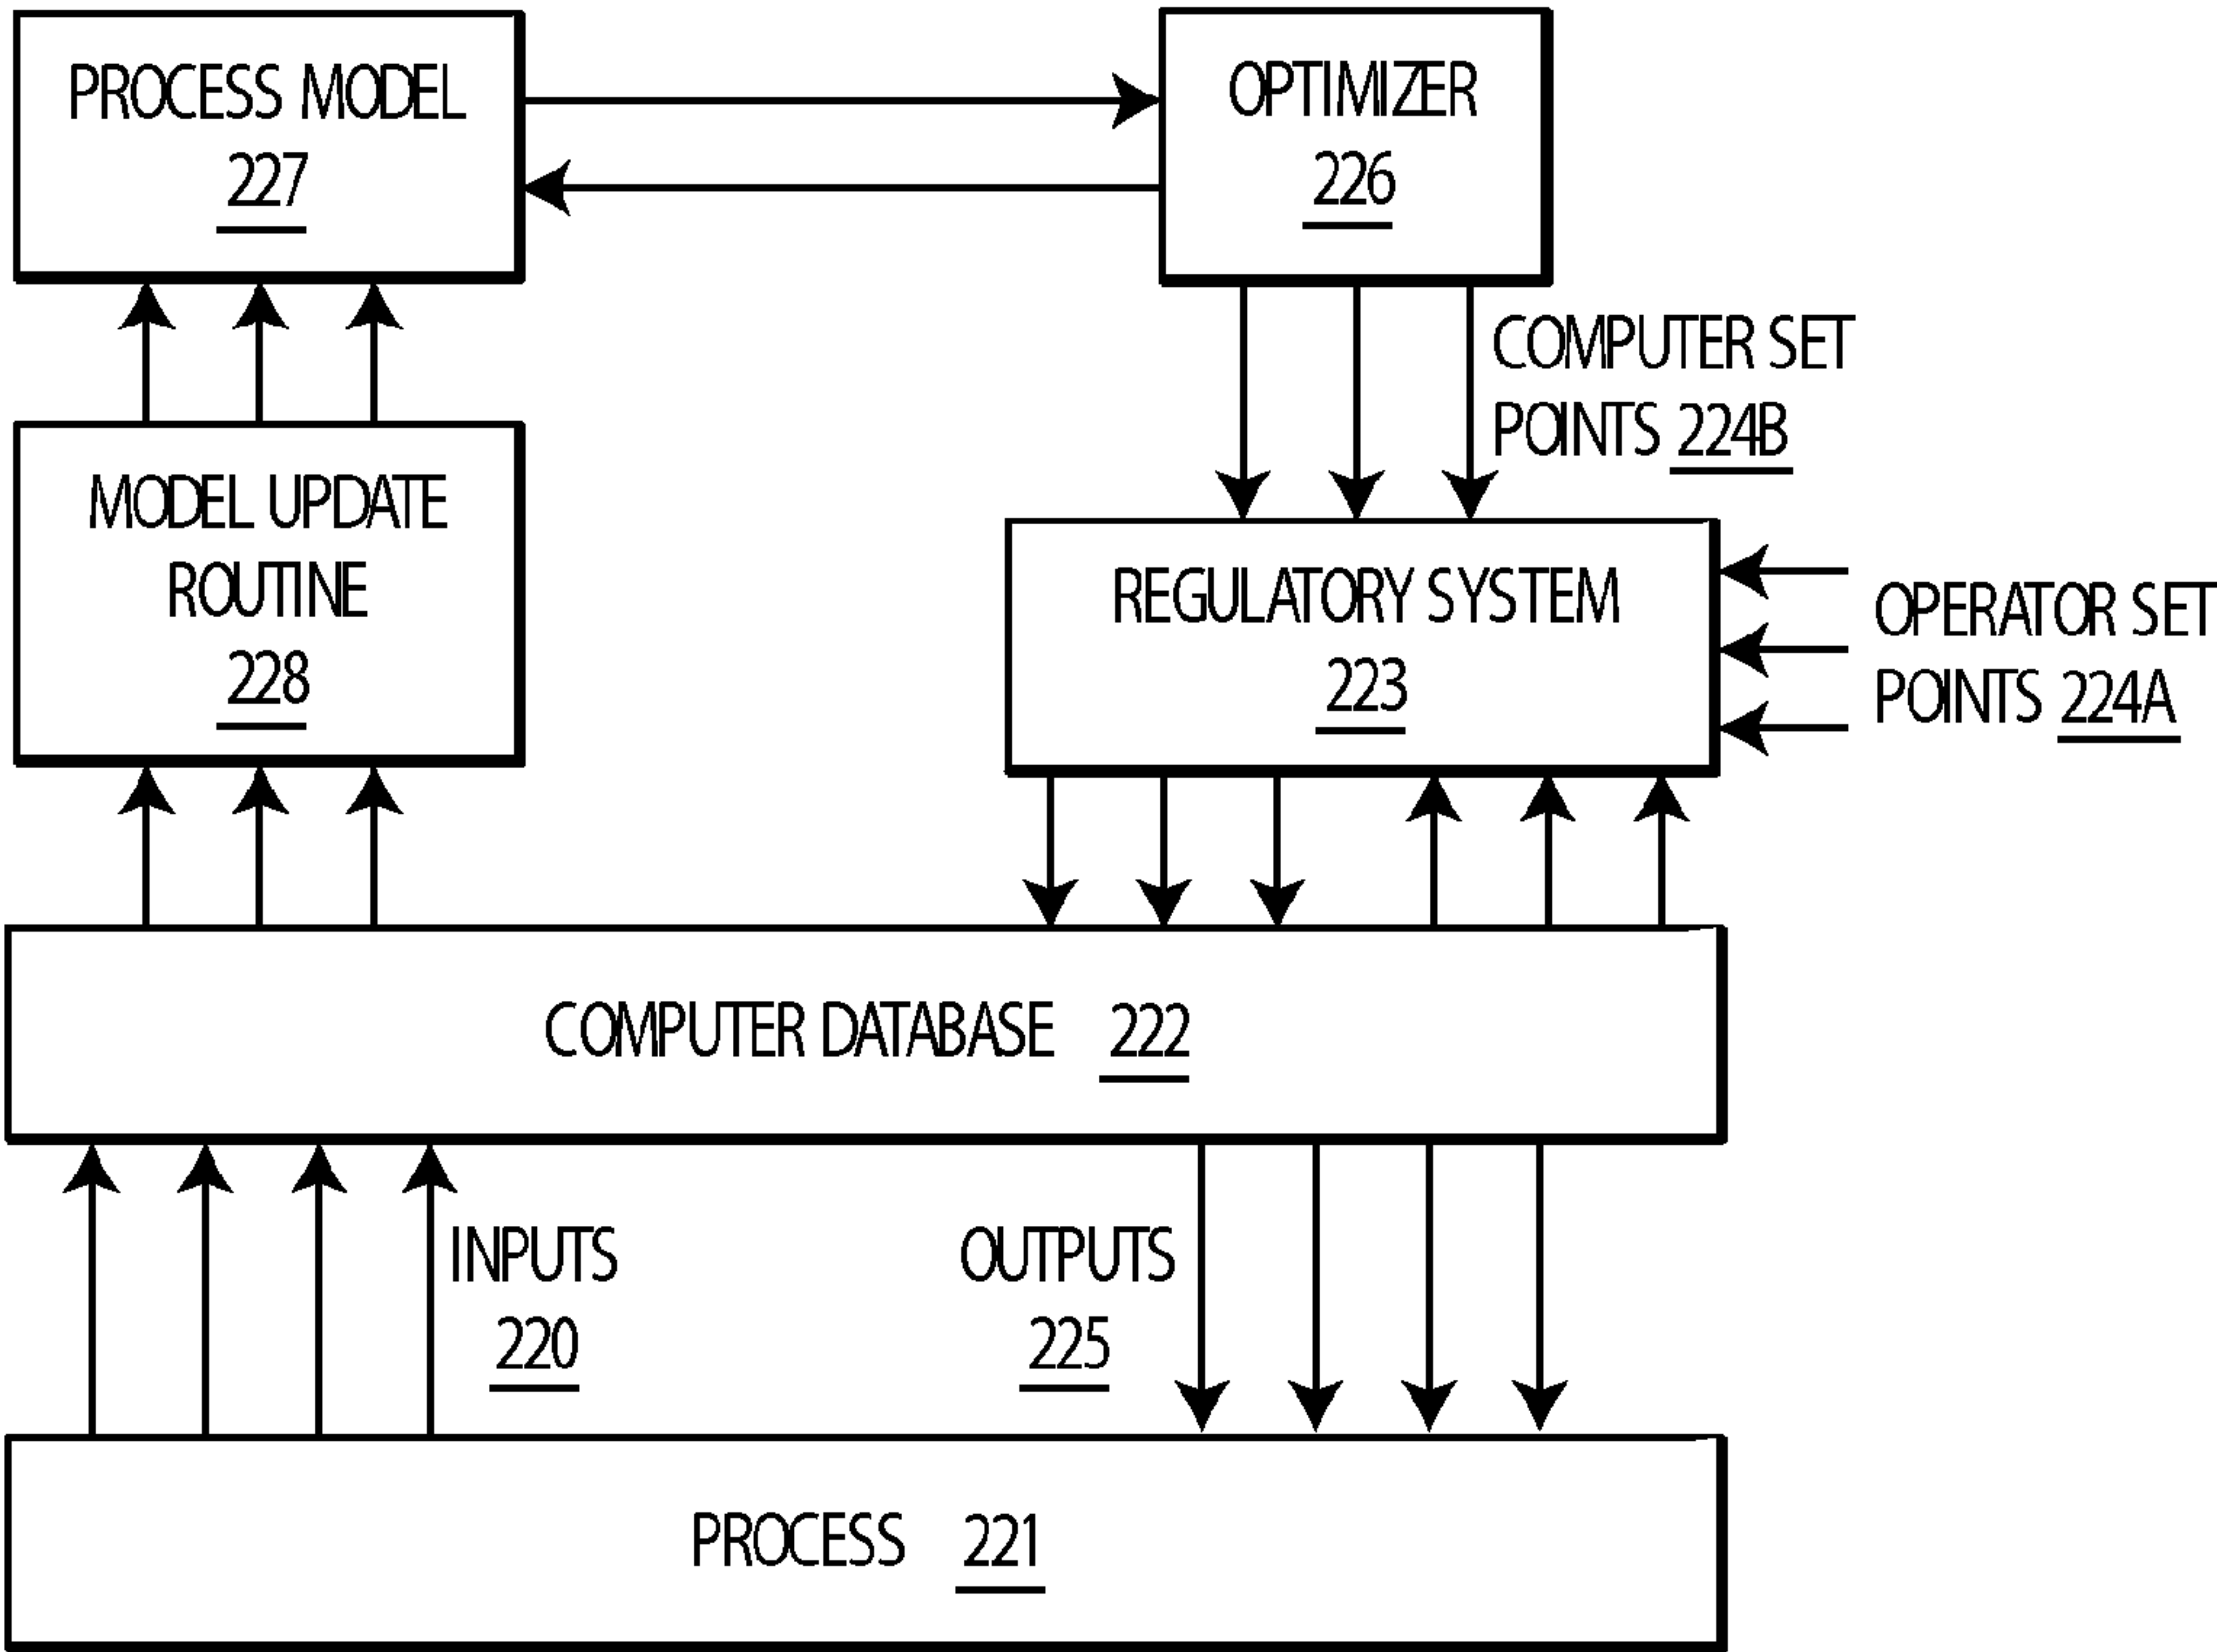 PROCESS MODEL
227
OPTIMIZER
226
COMPUTER SET
POINTS 224B
MODEL UPDATE
ROUTINE
228
REGULATORY SYSTEM
223
OPERATOR SET
POINTS 224A
COMPUTER DATABASE 222
INPUTS
220
OUTPUTS
225
PROCESS 221